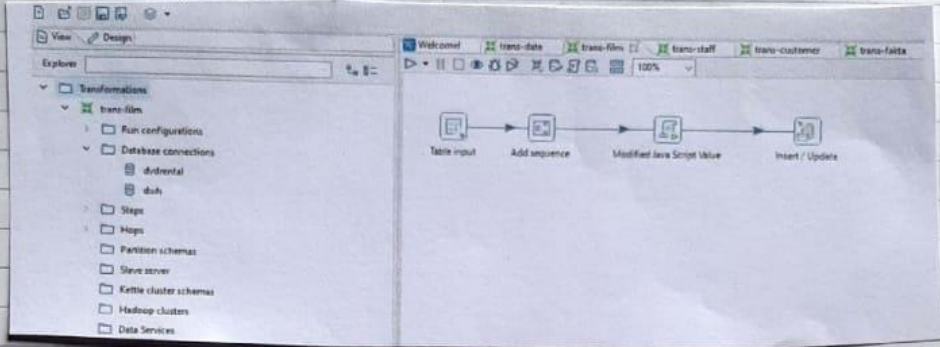 View Design
Explorer
Transformations
trans-film
Run configurations
Database connections
dvdrental
dwh
Steps
Hops
Partition schemas
Slave server
Kettle cluster schemas
Hadoop clusters
Data Services
Welcome! trans-date trans-film trans-staff trans-customer trans-fakta
100%
Table input Add sequence Modified Java Script Value Insert / Update